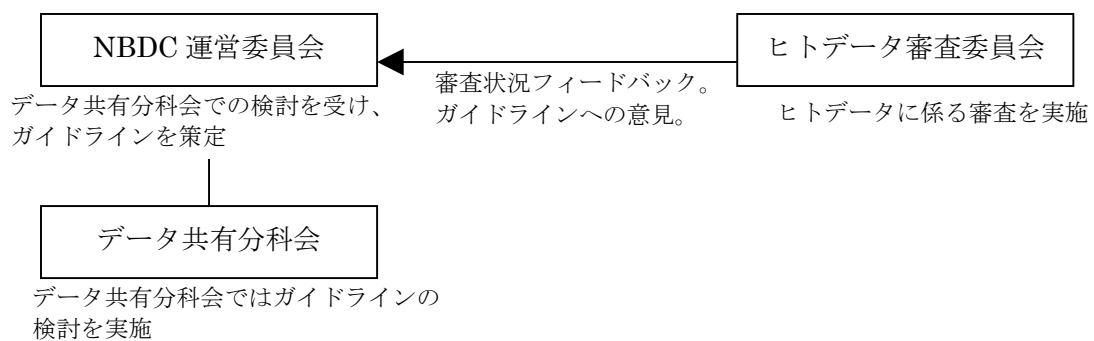 NBDC 運営委員会
データ共有分科会での検討を受け、
ガイドラインを策定
審査状況フィードバック。
ガイドラインへの意見。
ヒトデータ審査委員会
ヒトデータに係る審査を実施
データ共有分科会
データ共有分科会ではガイドラインの
検討を実施